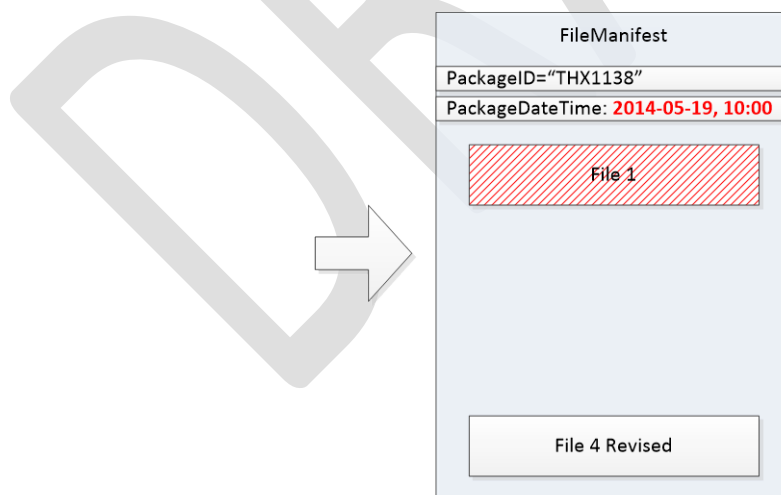 FileManifest
PackageID=“THX1138”
PackageDateTime: 2014-05-19, 10:00
File 1
File 4 Revised